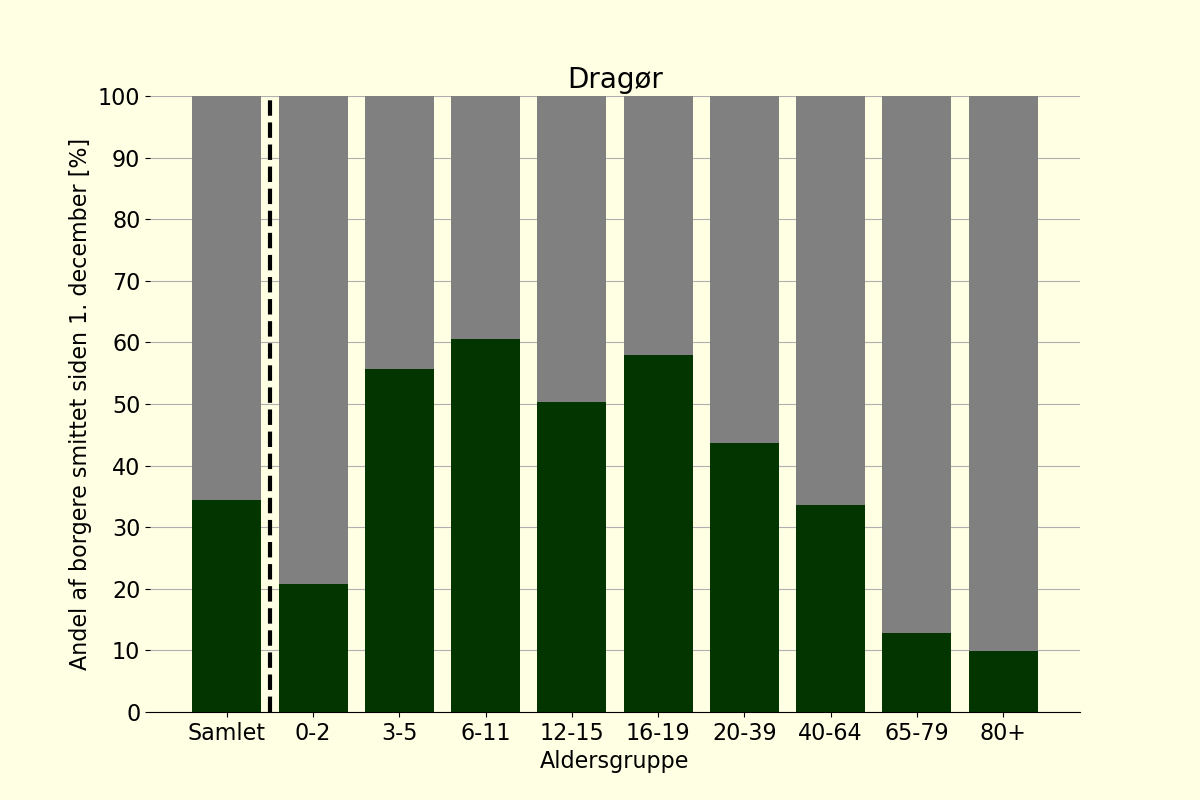 Dragør
Andel af borgere smittet siden 1. december [%]
100
90
80
70
60
50
40
30
20
10
0
Samlet 0-2 3-5 6-11 12-15 16-19 20-39 40-64 65-79 80+
Aldersgruppe